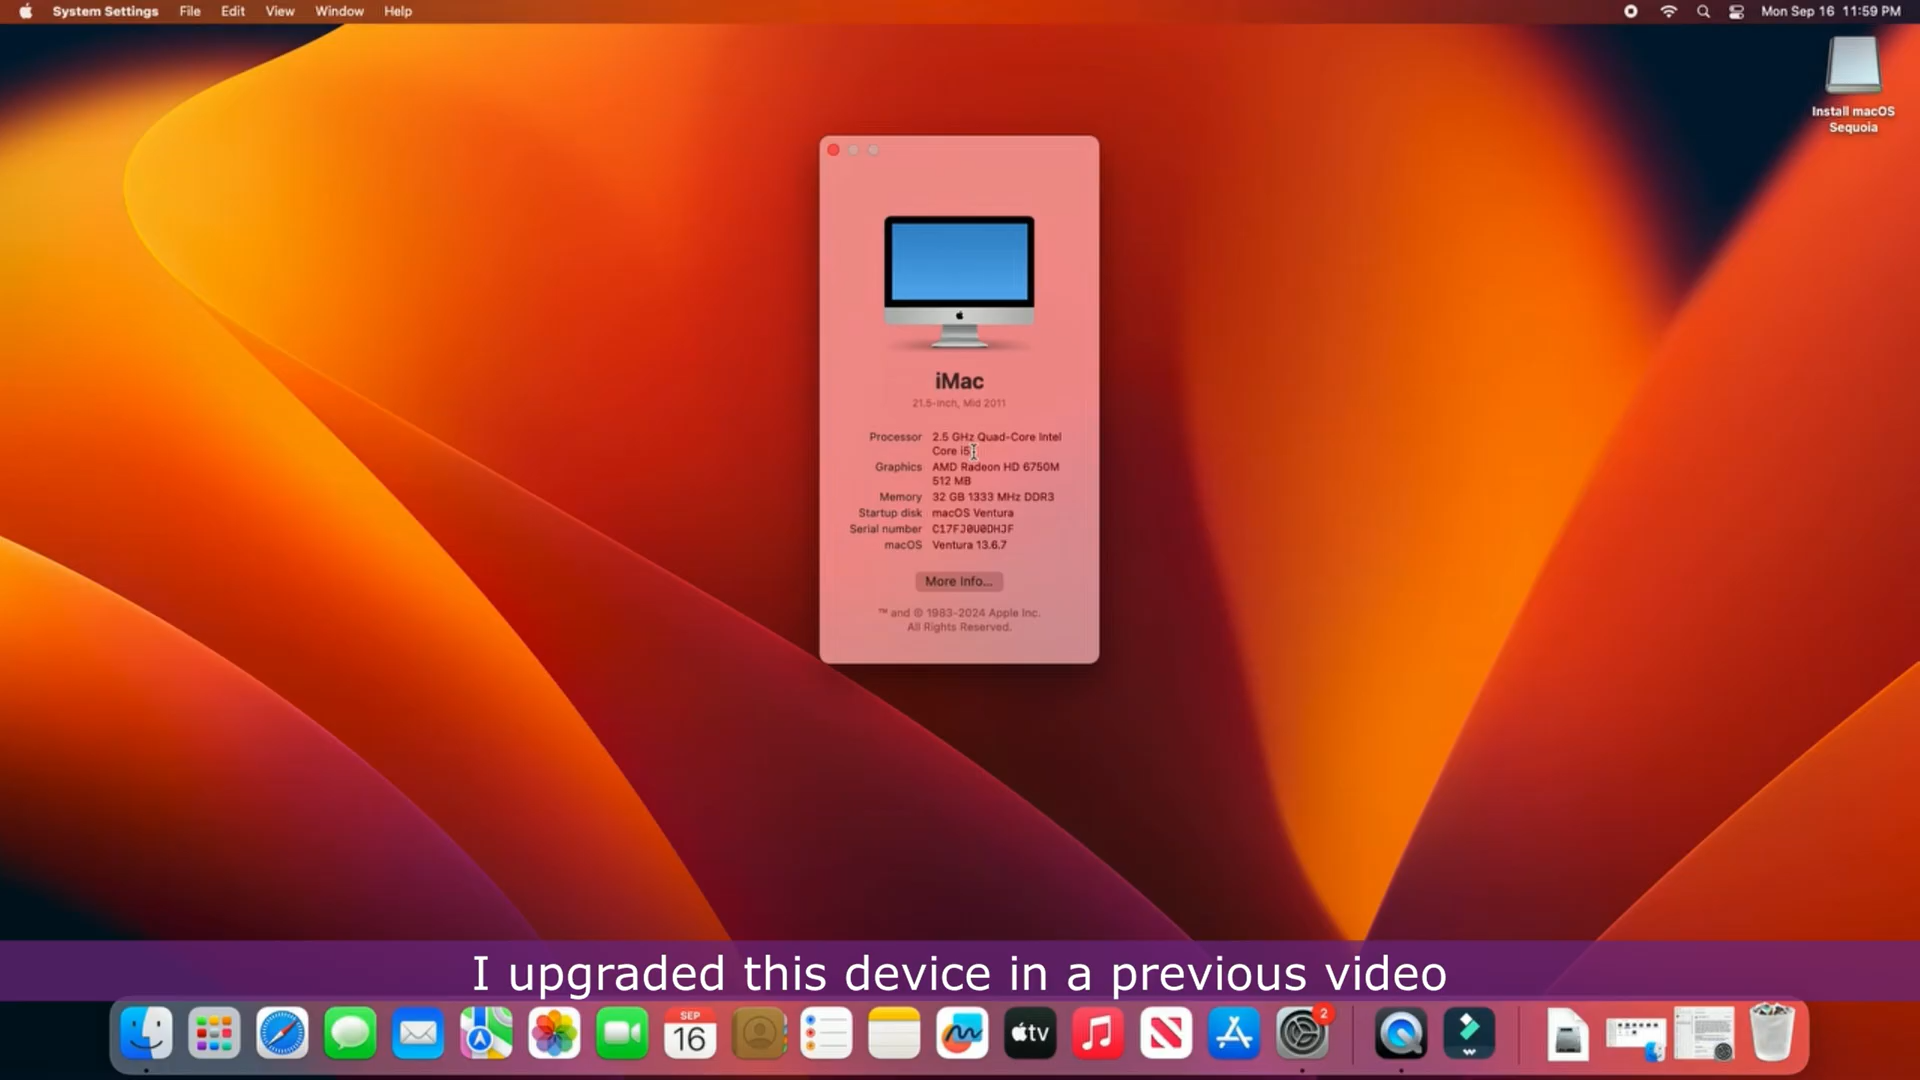 System Settings File Edit View Window Help
Mon Sep 16 11:59 PM
Install macOS
Sequoia
iMac
21.5-inch, Mid 2011
Processor 2.5 GHz Quad-Core Intel
Core i5
Graphics AMD Radeon HD 6750M
512 MB
Memory 32 GB 1333 MHz DDR3
Startup disk macOS Ventura
Serial number C17FJ0U0DHJF
macOS Ventura 13.6.7
More Info...
™ and © 1983-2024 Apple Inc.
All Rights Reserved.
I upgraded this device in a previous video
SEP
16
tv
2